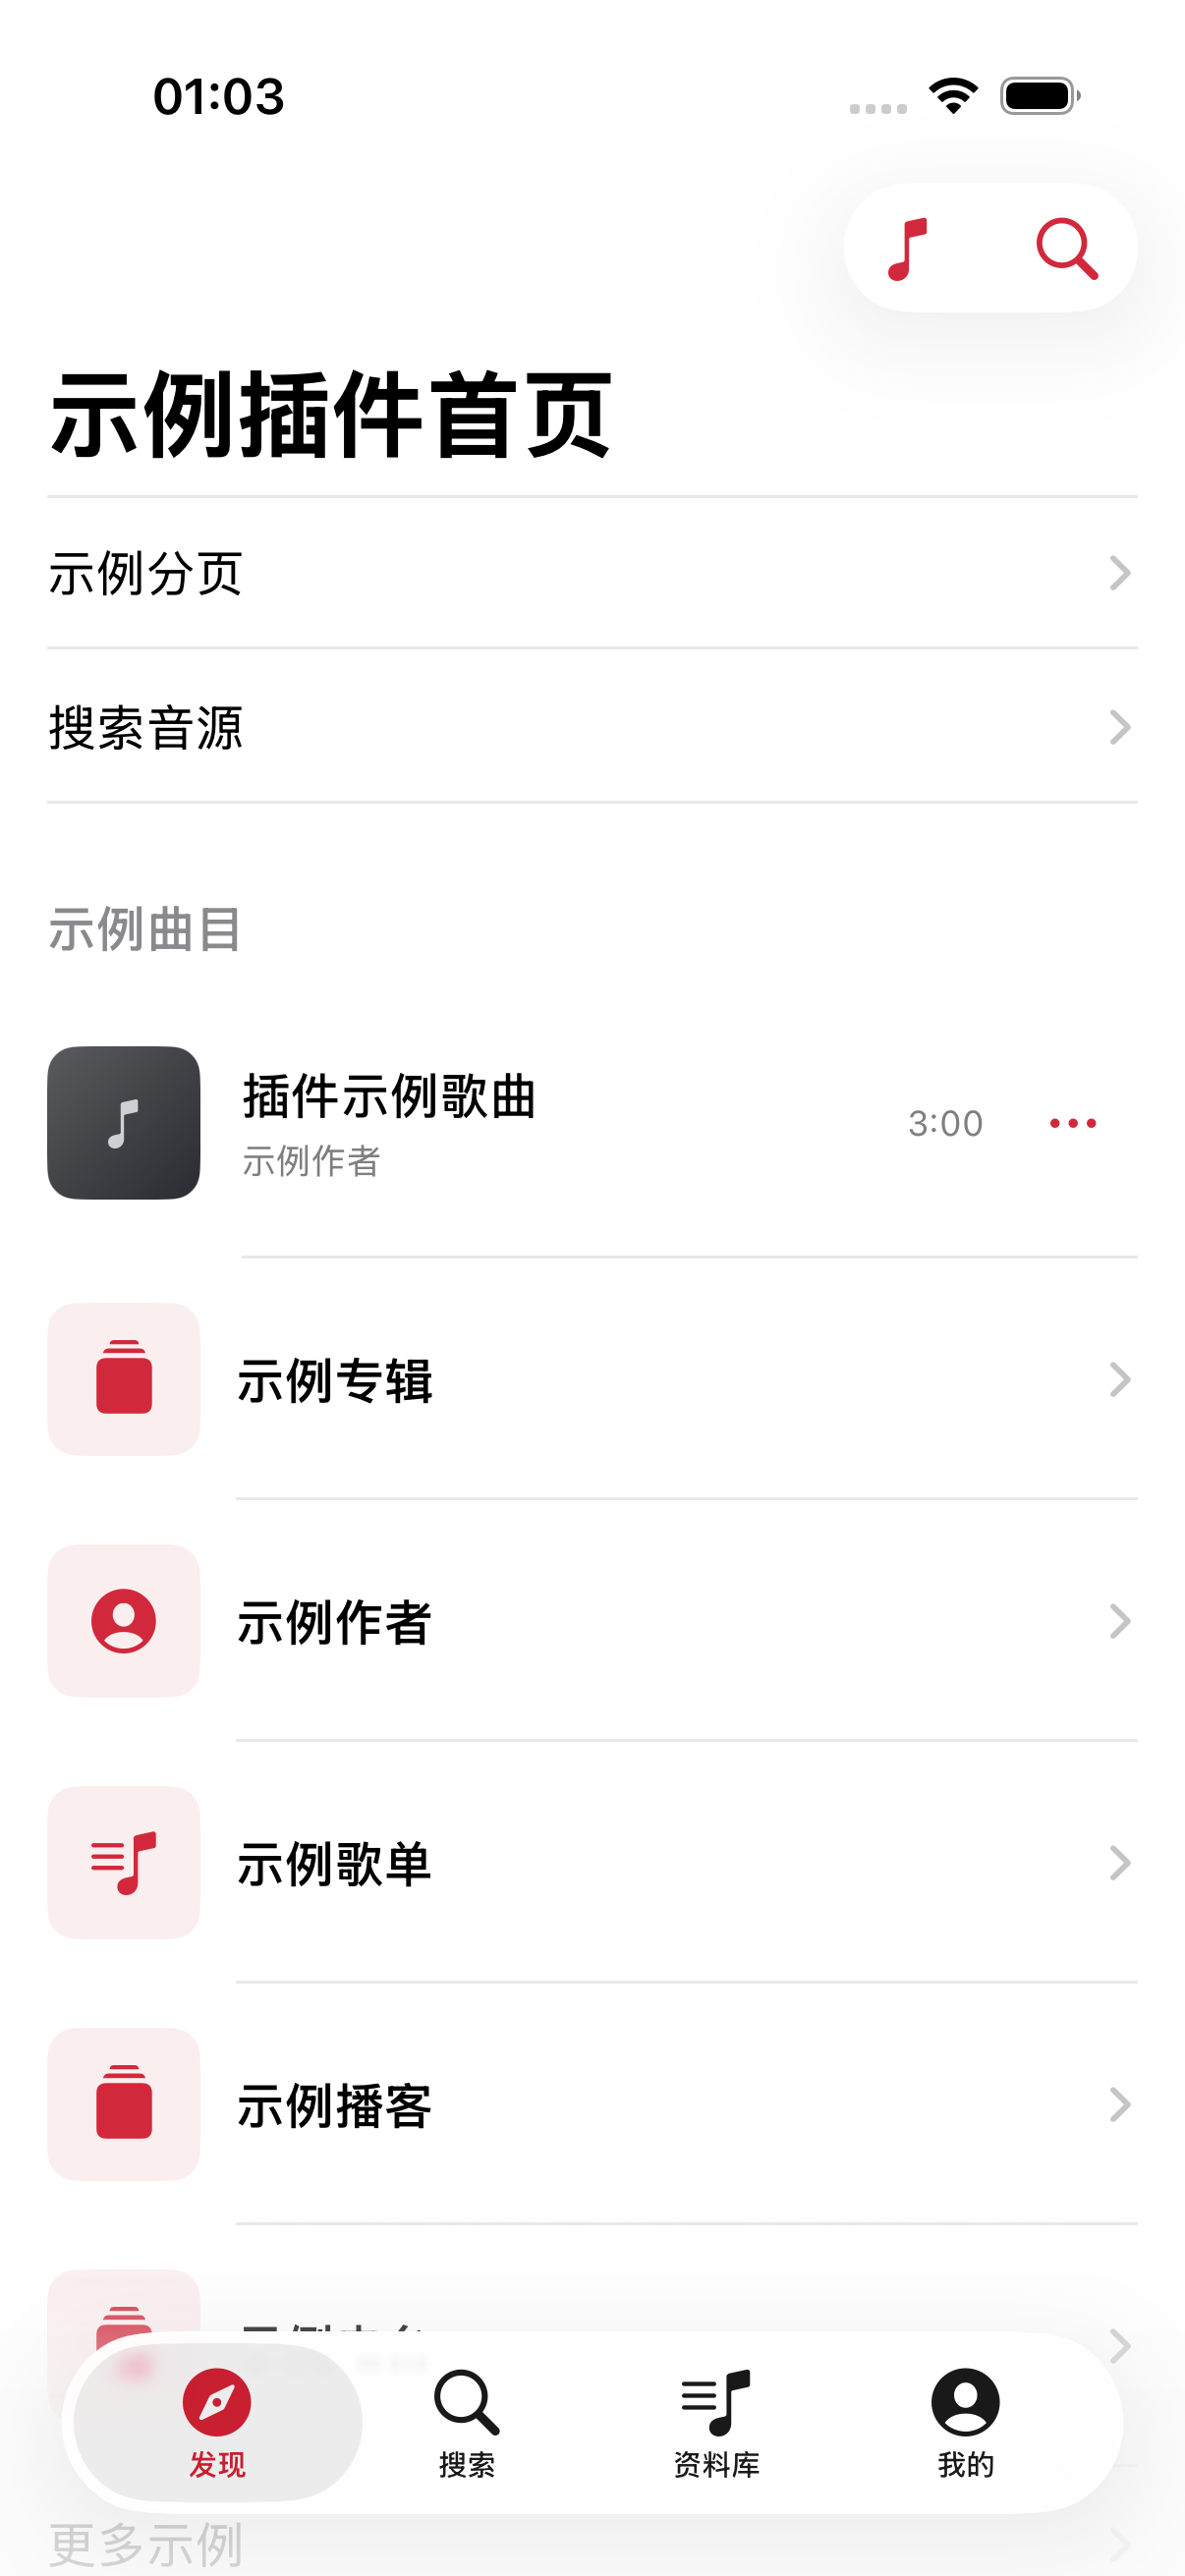 01:03
示例插件首页
示例分页
搜索音源
示例曲目
插件示例歌曲
示例作者
3:00
示例专辑
示例作者
示例歌单
示例播客
发现
搜索
资料库
我的
更多示例